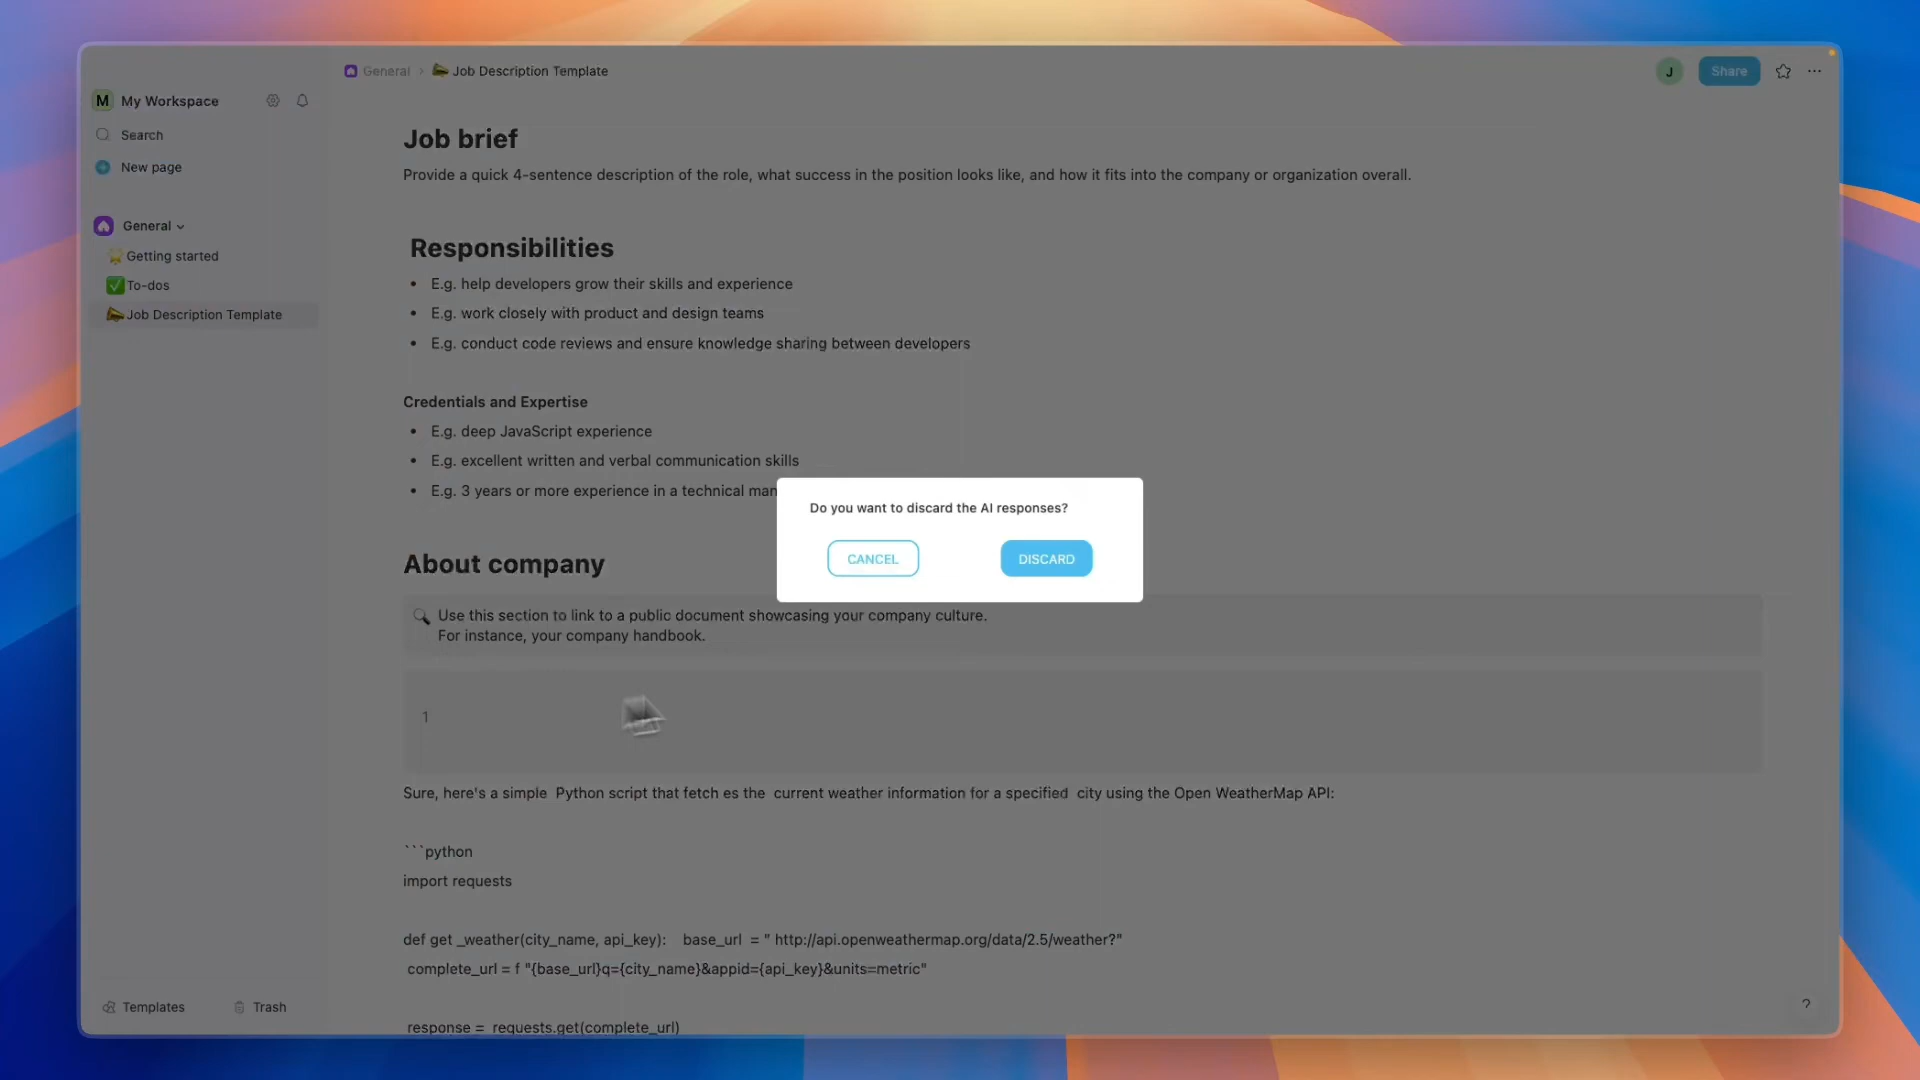 General › Job Description Template
J
Share
M My Workspace
Search
New page
General
Getting started
To-dos
Job Description Template
Templates
Trash
Job brief
Provide a quick 4-sentence description of the role, what success in the position looks like, and how it fits into the company or organization overall.
Responsibilities
• E.g. help developers grow their skills and experience
• E.g. work closely with product and design teams
• E.g. conduct code reviews and ensure knowledge sharing between developers
Credentials and Expertise
• E.g. deep JavaScript experience
• E.g. excellent written and verbal communication skills
• E.g. 3 years or more experience in a technical man
Do you want to discard the AI responses?
CANCEL
DISCARD
About company
Use this section to link to a public document showcasing your company culture.
For instance, your company handbook.
1
Sure, here's a simple  Python script that fetch es the  current weather information for a specified  city using the Open WeatherMap API:
```python
import requests
def get _weather(city_name, api_key):    base_url  = " http://api.openweathermap.org/data/2.5/weather?"
complete_url = f "{base_url}q={city_name}&appid={api_key}&units=metric"
response =  requests.get(complete_url)
?